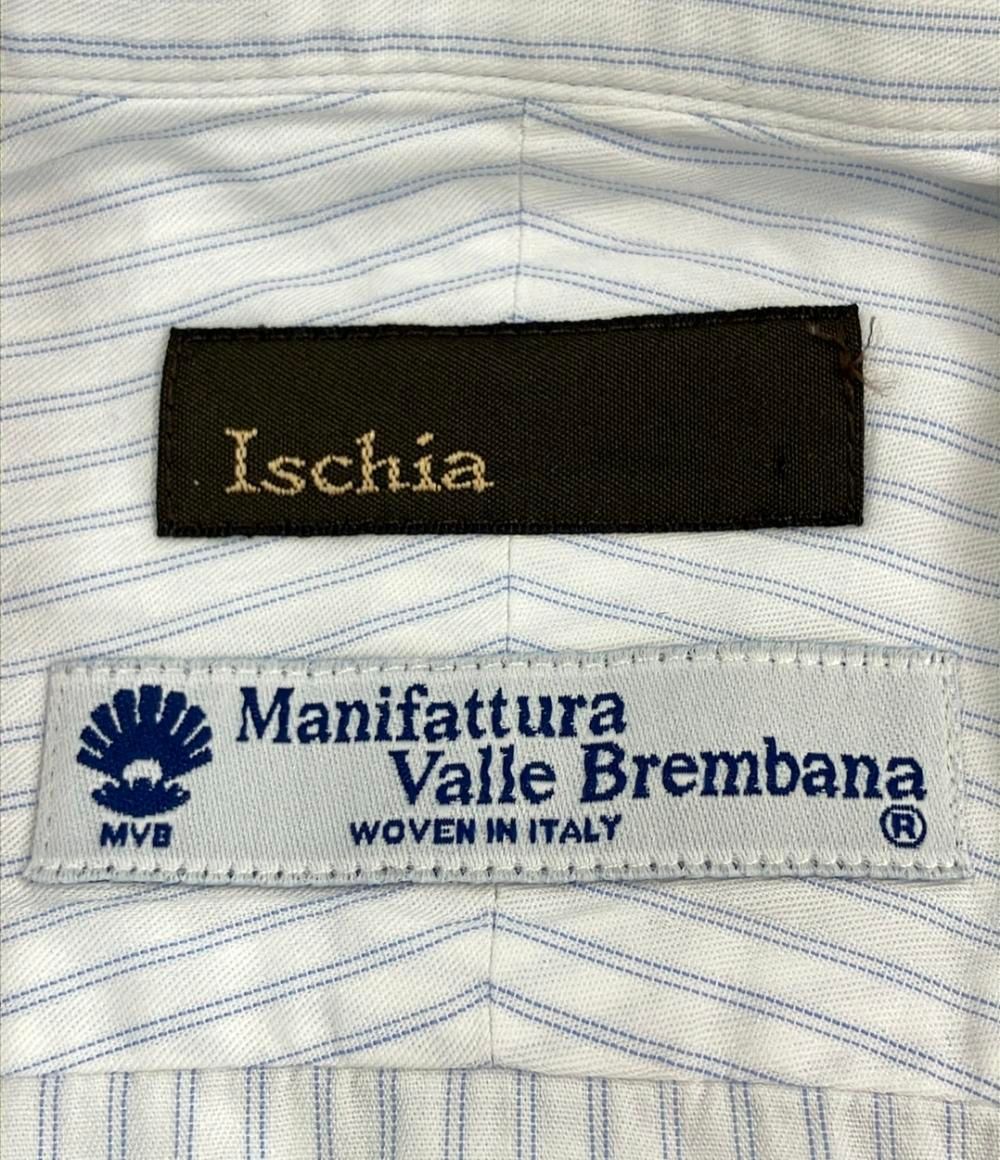 Ischia
Manifattura
Valle Brembana
MVB
WOVEN IN ITALY
®